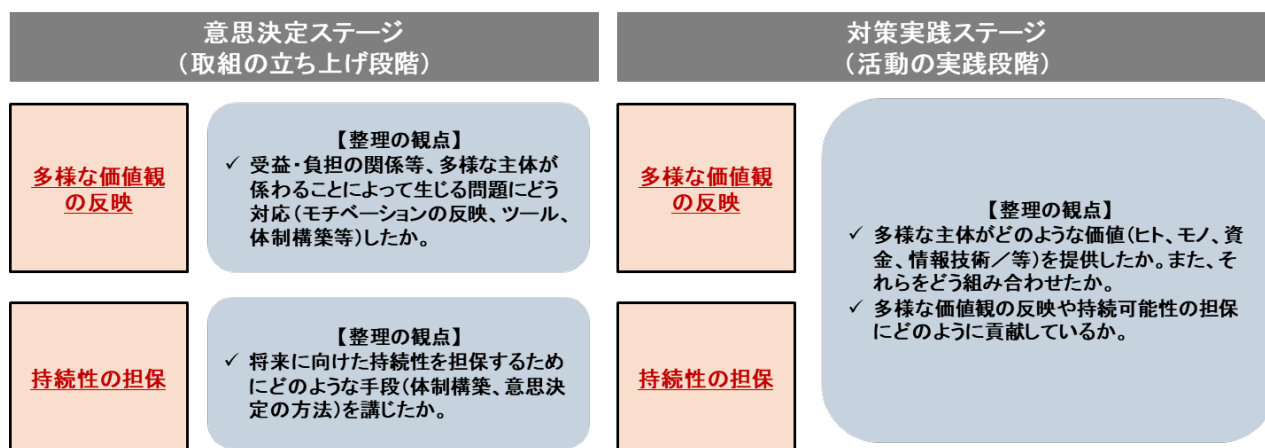 意思決定ステージ
（取組の立ち上げ段階）
多様な価値観
の反映
【整理の観点】
✓ 受益・負担の関係等、多様な主体が
係わることによって生じる問題にどう
対応（モチベーションの反映、ツール、
体制構築等）したか。
持続性の担保
【整理の観点】
✓ 将来に向けた持続性を担保するため
にどのような手段（体制構築、意思決
定の方法）を講じたか。
対策実践ステージ
（活動の実践段階）
多様な価値観
の反映
持続性の担保
【整理の観点】
✓ 多様な主体がどのような価値（ヒト、モノ、資
金、情報技術／等）を提供したか。また、そ
れらをどう組み合わせたか。
✓ 多様な価値観の反映や持続可能性の担保
にどのように貢献しているか。